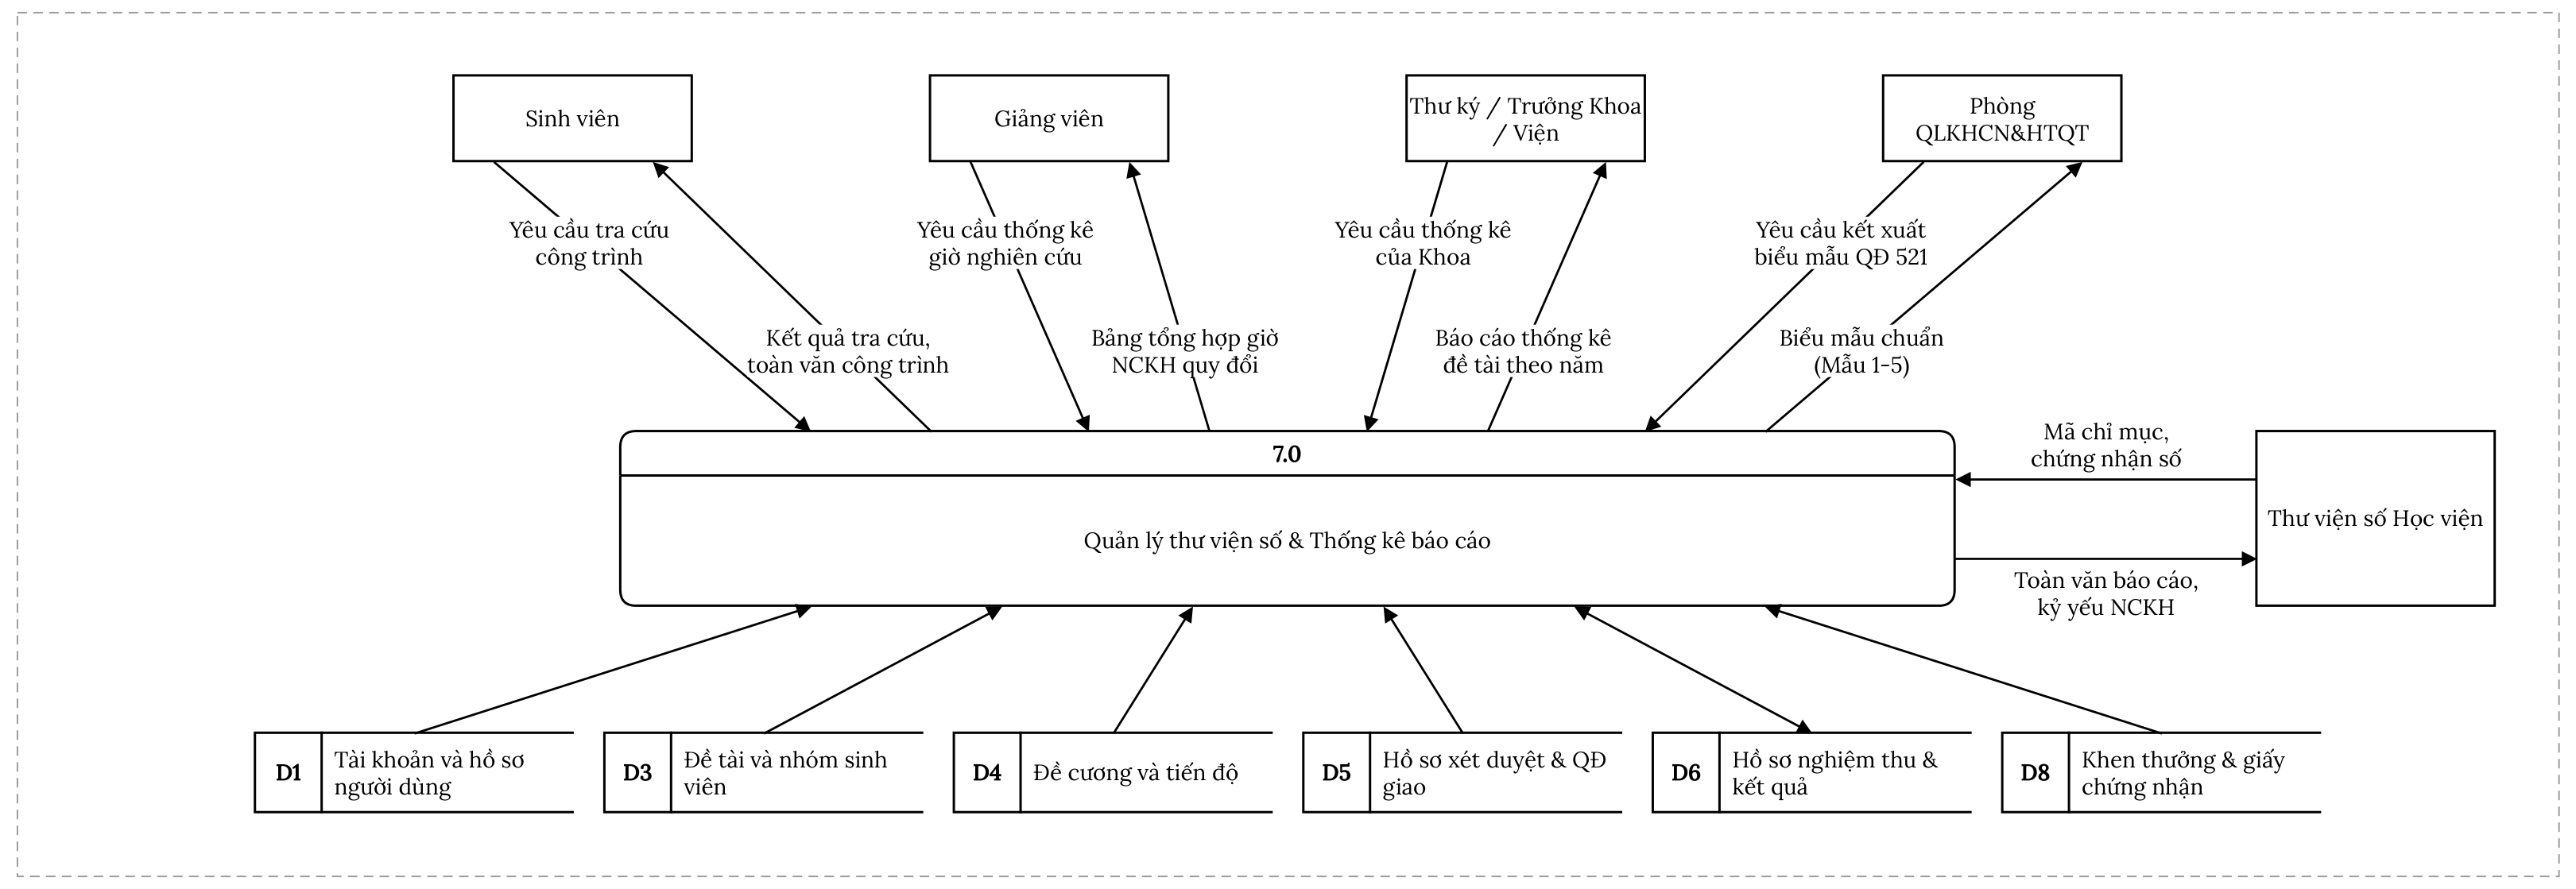 Sinh viên
Giảng viên
Thư ký / Trưởng Khoa
/ Viện
Phòng
QLKHCN&HTQT
Yêu cầu tra cứu
công trình
Yêu cầu thống kê
giờ nghiên cứu
Yêu cầu thống kê
của Khoa
Yêu cầu kết xuất
biểu mẫu QĐ 521
Kết quả tra cứu,
toàn văn công trình
Bảng tổng hợp giờ
NCKH quy đổi
Báo cáo thống kê
đề tài theo năm
Biểu mẫu chuẩn
(Mẫu 1-5)
7.0
Quản lý thư viện số & Thống kê báo cáo
Mã chỉ mục,
chứng nhận số
Thư viện số Học viện
Toàn văn báo cáo,
kỷ yếu NCKH
D1
Tài khoản và hồ sơ
người dùng
D3
Đề tài và nhóm sinh
viên
D4
Đề cương và tiến độ
D5
Hồ sơ xét duyệt & QĐ
giao
D6
Hồ sơ nghiệm thu &
kết quả
D8
Khen thưởng & giấy
chứng nhận